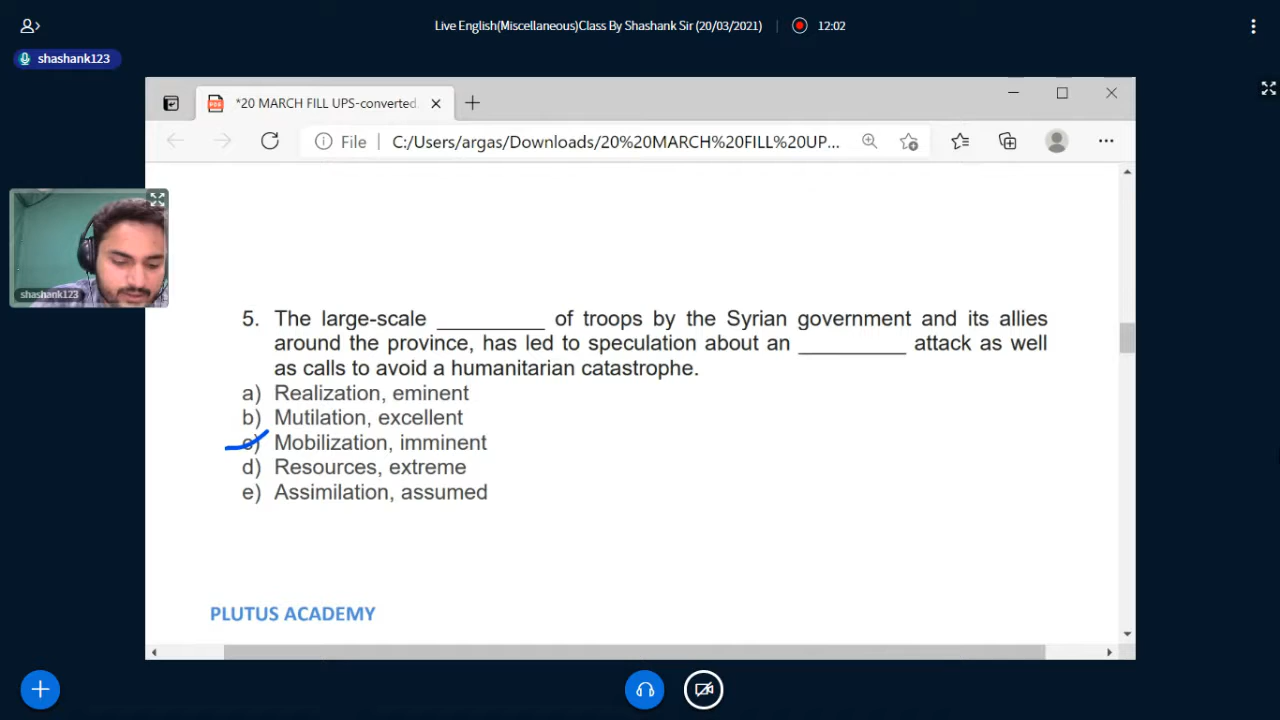 Live English(Miscellaneous)Class By Shashank Sir (20/03/2021)
12:02
shashank123
*20 MARCH FILL UPS-converted
File
C:/Users/argas/Downloads/20%20MARCH%20FILL%20UP...
shashank123
5. The large-scale _________ of troops by the Syrian government and its allies
around the province, has led to speculation about an _________ attack as well
as calls to avoid a humanitarian catastrophe.
a) Realization, eminent
b) Mutilation, excellent
c) Mobilization, imminent
d) Resources, extreme
e) Assimilation, assumed
PLUTUS ACADEMY